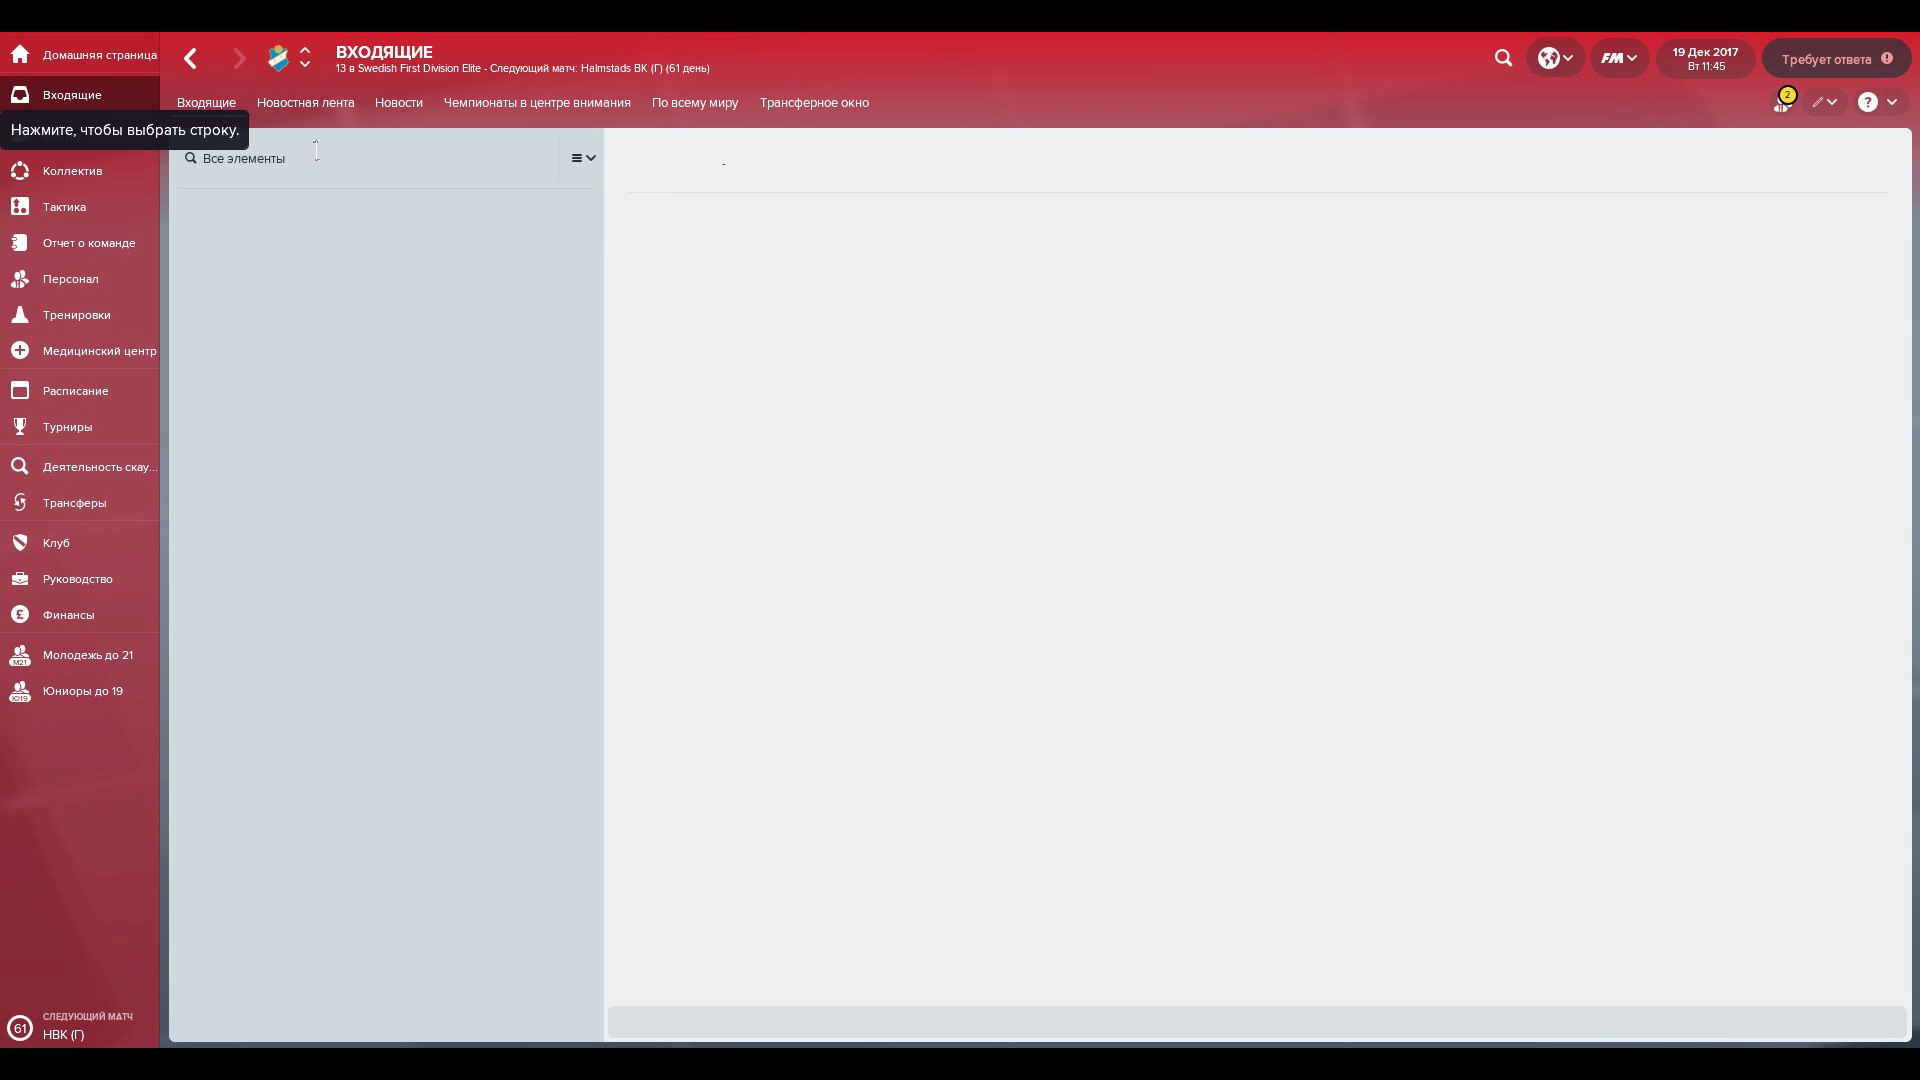 Домашняя страница
ВХОДЯЩИЕ
13 в Swedish First Division Elite - Следующий матч: Halmstads BK (Г) (61 день)
FM
19 Дек 2017
Вт 11:45
Требует ответа
Входящие
Входящие
Новостная лента
Новости
Чемпионаты в центре внимания
По всему миру
Трансферное окно
2
?
Нажмите, чтобы выбрать строку.
Все элементы
-
Коллектив
Тактика
Отчет о команде
Персонал
Тренировки
Медицинский центр
Расписание
Турниры
Деятельность скау...
Трансферы
Клуб
Руководство
£ Финансы
М21 Молодежь до 21
Ю19 Юниоры до 19
СЛЕДУЮЩИЙ МАТЧ
61 HBK (Г)